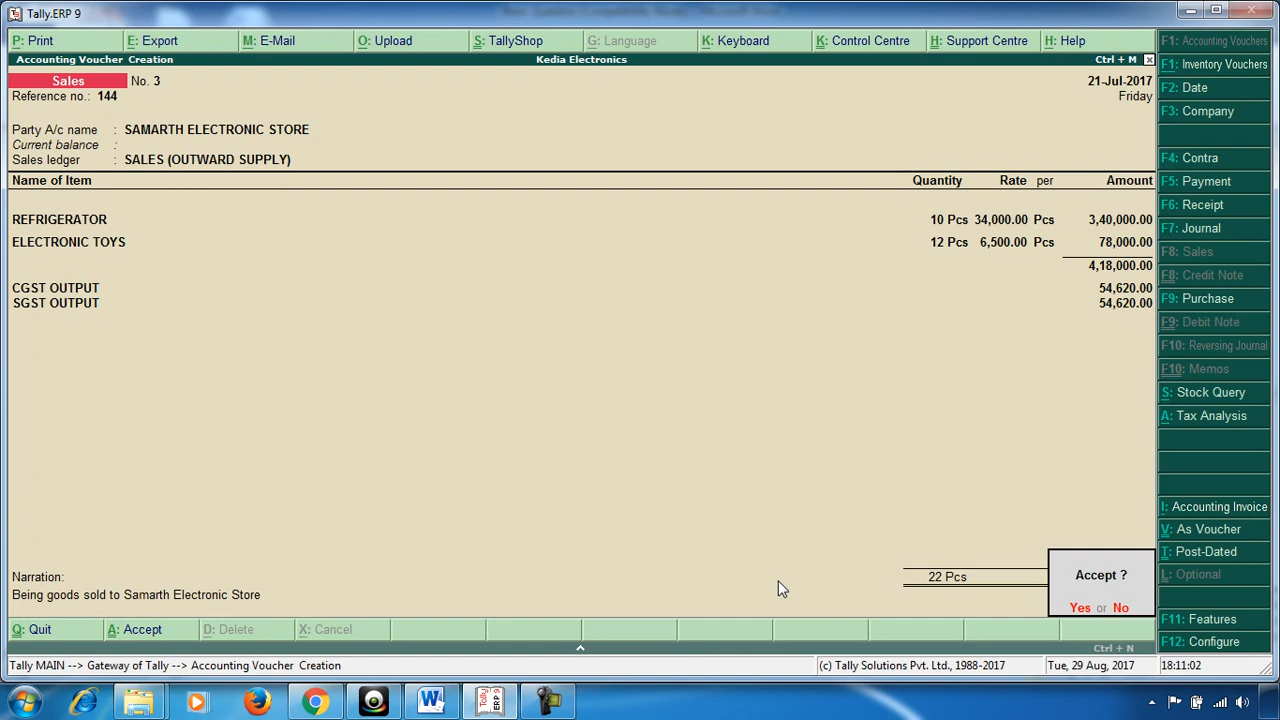 Tally.ERP 9
P: Print E: Export M: E-Mail O: Upload S: TallyShop G: Language K: Keyboard K: Control Centre H: Support Centre H: Help
Accounting Voucher Creation Kedia Electronics Ctrl + M
Sales No. 3 21-Jul-2017
Reference no.: 144 Friday
Party A/c name : SAMARTH ELECTRONIC STORE
Current balance :
Sales ledger : SALES (OUTWARD SUPPLY)
Name of Item Quantity Rate per Amount
REFRIGERATOR 10 Pcs 34,000.00 Pcs 3,40,000.00
ELECTRONIC TOYS 12 Pcs 6,500.00 Pcs 78,000.00
4,18,000.00
CGST OUTPUT 54,620.00
SGST OUTPUT 54,620.00
Narration: 22 Pcs
Being goods sold to Samarth Electronic Store
Accept ?
Yes or No
F1: Accounting Vouchers
F1: Inventory Vouchers
F2: Date
F3: Company
F4: Contra
F5: Payment
F6: Receipt
F7: Journal
F8: Sales
F8: Credit Note
F9: Purchase
F9: Debit Note
F10: Reversing Journal
F10: Memos
S: Stock Query
A: Tax Analysis
I: Accounting Invoice
V: As Voucher
T: Post-Dated
L: Optional
F11: Features
F12: Configure
Q: Quit A: Accept D: Delete X: Cancel
Ctrl + N
Tally MAIN --> Gateway of Tally --> Accounting Voucher Creation (c) Tally Solutions Pvt. Ltd., 1988-2017 Tue, 29 Aug, 2017 18:11:02